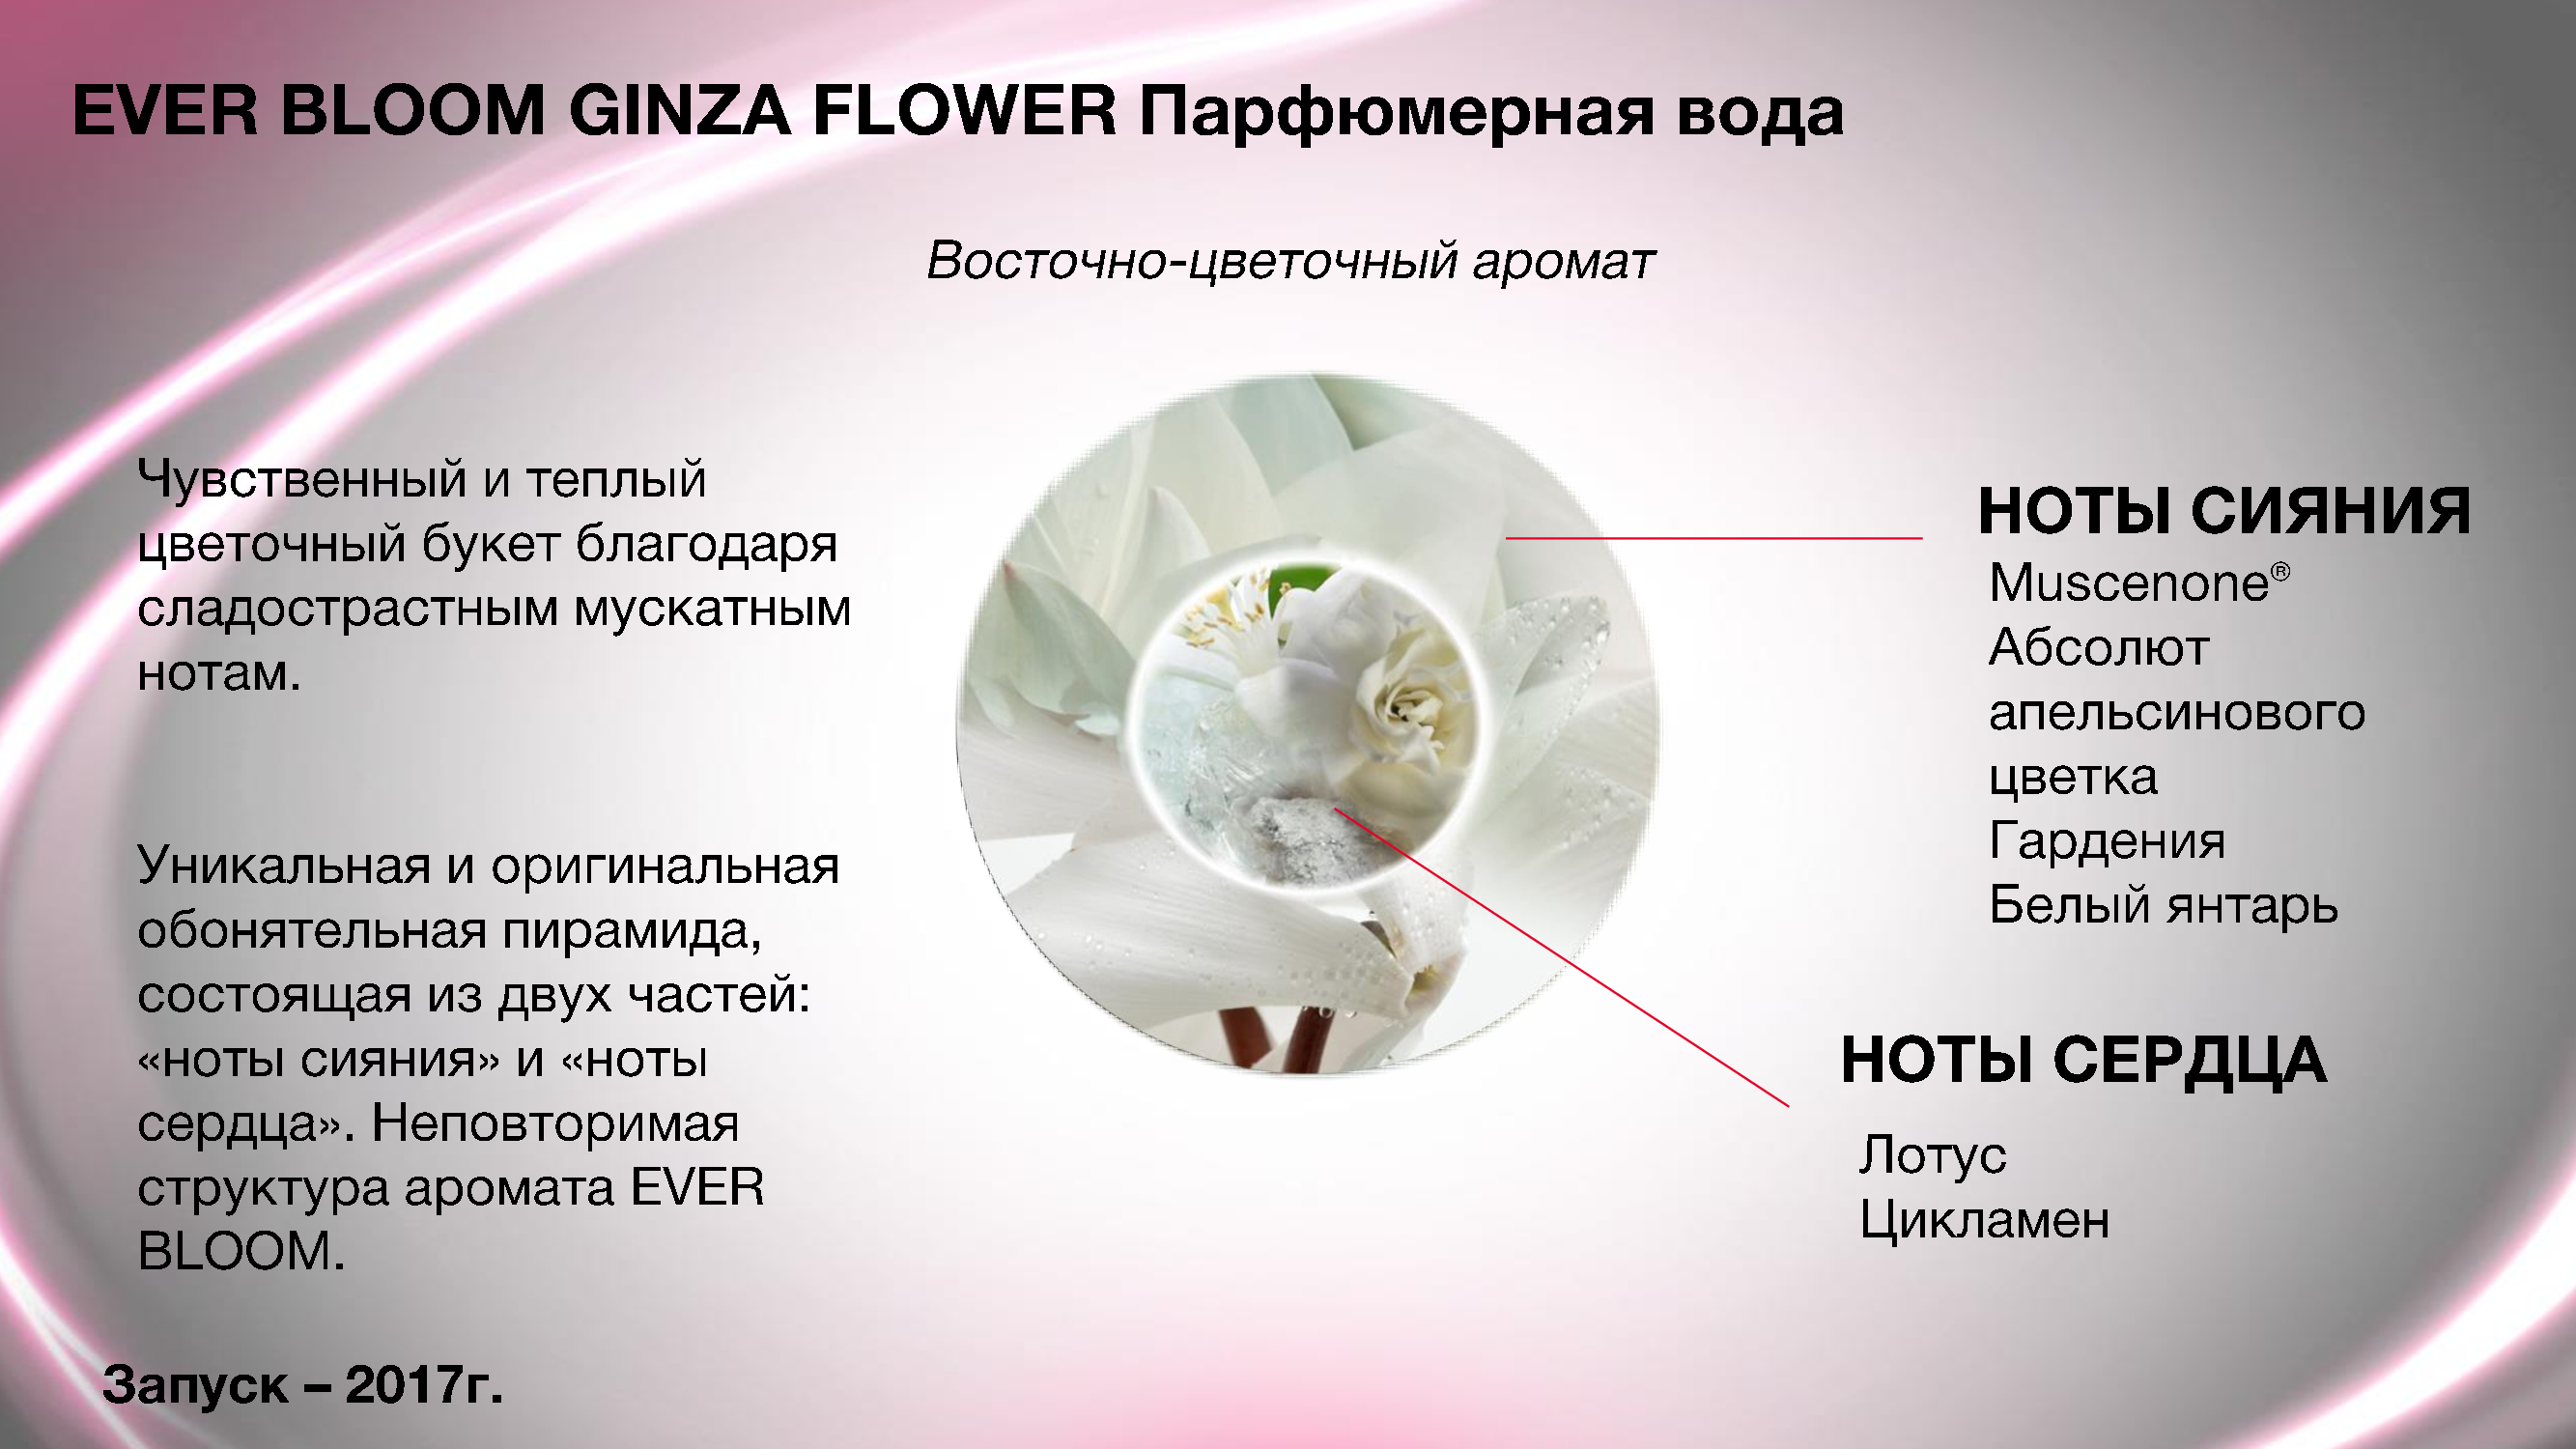 EVER BLOOM GINZA FLOWER Парфюмерная вода
Восточно-цветочный аромат
Чувственный и теплый
цветочный букет благодаря
сладострастным мускатным
нотам.
Уникальная и оригинальная
обонятельная пирамида,
состоящая из двух частей:
«ноты сияния» и «ноты
сердца». Неповторимая
структура аромата EVER
BLOOM.
Запуск – 2017г.
НОТЫ СИЯНИЯ
Muscenone®
Абсолют
апельсинового
цветка
Гардения
Белый янтарь
НОТЫ СЕРДЦА
Лотус
Цикламен